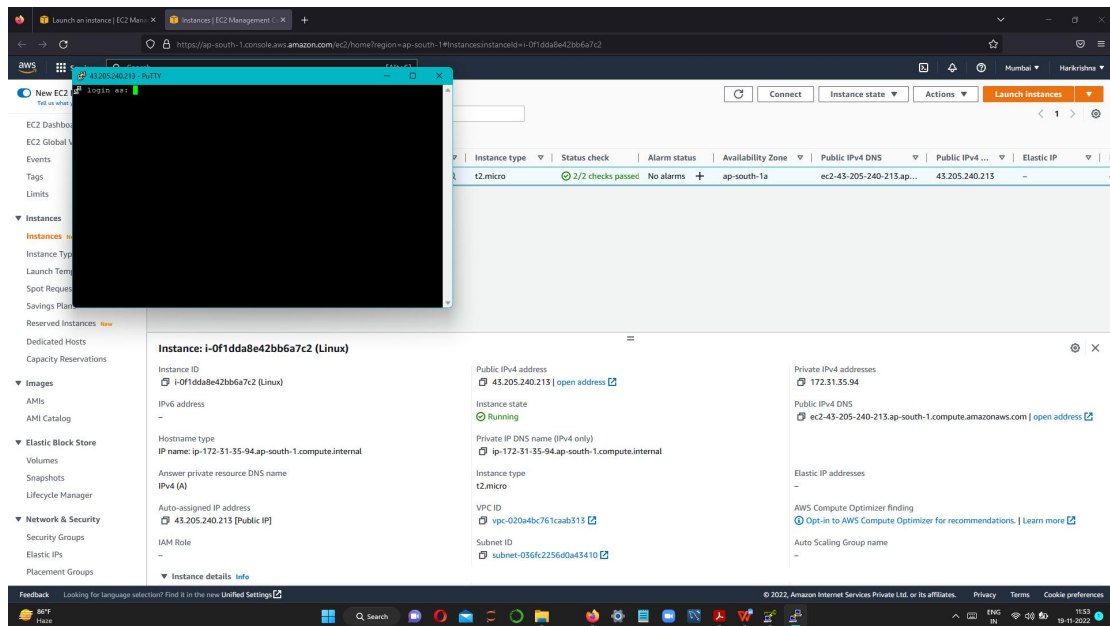 Launch an instance | EC2 Mana
Instances | EC2 Management C
https://ap-south-1.console.aws.amazon.com/ec2/home?region=ap-south-1#Instances:instanceId=i-0f1dda8e42bb6a7c2
aws
Mumbai ▼
Harikrishna ▼
43.205.240.213 - PuTTY
login as:
New EC2
Tell us what y
EC2 Dashboa
EC2 Global V
Events
Tags
Limits
▼ Instances
Instances
Instance Typ
Launch Temp
Spot Reques
Savings Plan
Reserved Instances New
Dedicated Hosts
Capacity Reservations
▼ Images
AMIs
AMI Catalog
▼ Elastic Block Store
Volumes
Snapshots
Lifecycle Manager
▼ Network & Security
Security Groups
Elastic IPs
Placement Groups
Connect
Instance state ▼
Actions ▼
Launch instances ▼
1
Instance type
Status check
Alarm status
Availability Zone
Public IPv4 DNS
Public IPv4 ...
Elastic IP
t2.micro
2/2 checks passed
No alarms +
ap-south-1a
ec2-43-205-240-213.ap...
43.205.240.213
–
Instance: i-0f1dda8e42bb6a7c2 (Linux)
Instance ID
i-0f1dda8e42bb6a7c2 (Linux)
Public IPv4 address
43.205.240.213 | open address
Private IPv4 addresses
172.31.35.94
IPv6 address
–
Instance state
Running
Public IPv4 DNS
ec2-43-205-240-213.ap-south-1.compute.amazonaws.com | open address
Hostname type
IP name: ip-172-31-35-94.ap-south-1.compute.internal
Private IP DNS name (IPv4 only)
ip-172-31-35-94.ap-south-1.compute.internal
Answer private resource DNS name
IPv4 (A)
Instance type
t2.micro
Elastic IP addresses
–
Auto-assigned IP address
43.205.240.213 [Public IP]
VPC ID
vpc-020a4bc761caab313
AWS Compute Optimizer finding
Opt-in to AWS Compute Optimizer for recommendations. | Learn more
IAM Role
–
Subnet ID
subnet-036fc2256d0a43410
Auto Scaling Group name
–
▼ Instance details Info
Feedback
Looking for language selection? Find it in the new Unified Settings
© 2022, Amazon Internet Services Private Ltd. or its affiliates.
Privacy
Terms
Cookie preferences
86°F
Haze
Search
ENG
IN
11:53
19-11-2022